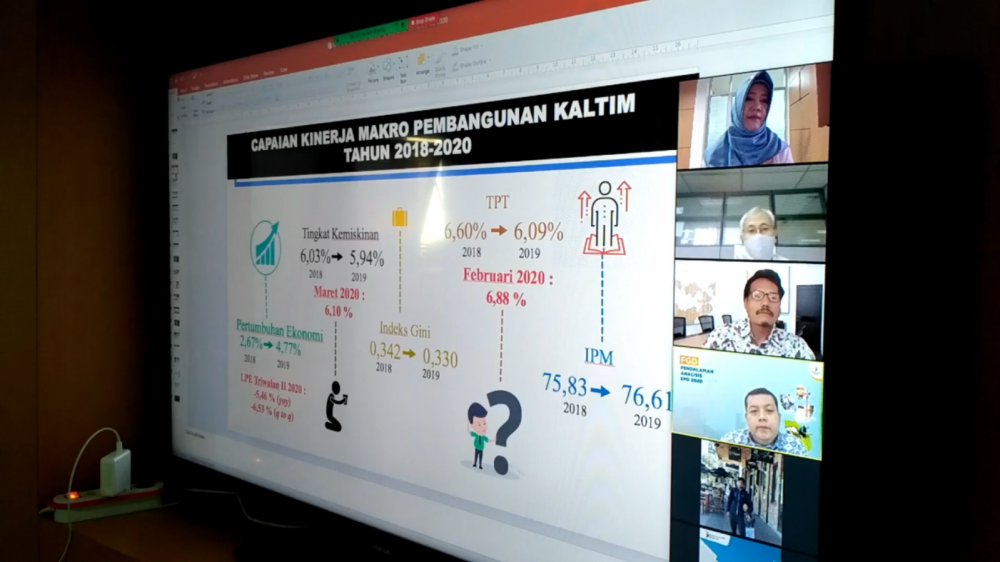 Stop Share
CAPAIAN KINERJA MAKRO PEMBANGUNAN KALTIM
TAHUN 2018-2020
Pertumbuhan Ekonomi
2,67% 4,77%
2018 2019
LPE Triwulan II 2020 :
-5,46 % (yoy)
-6,53 % (q to q)
Tingkat Kemiskinan
6,03% 5,94%
2018 2019
Maret 2020 :
6,10 %
Indeks Gini
0,342 0,330
2018 2019
TPT
6,60% 6,09%
2018 2019
Februari 2020 :
6,88 %
IPM
75,83 76,61
2018 2019
FGD
PENDALAMAN
ANALISIS
EPD 2020